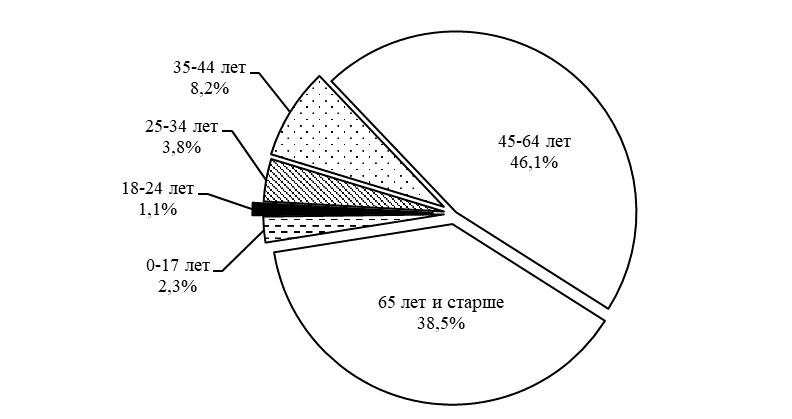 35-44 лет
8,2%
25-34 лет
3,8%
18-24 лет
1,1%
0-17 лет
2,3%
45-64 лет
46,1%
65 лет и старше
38,5%